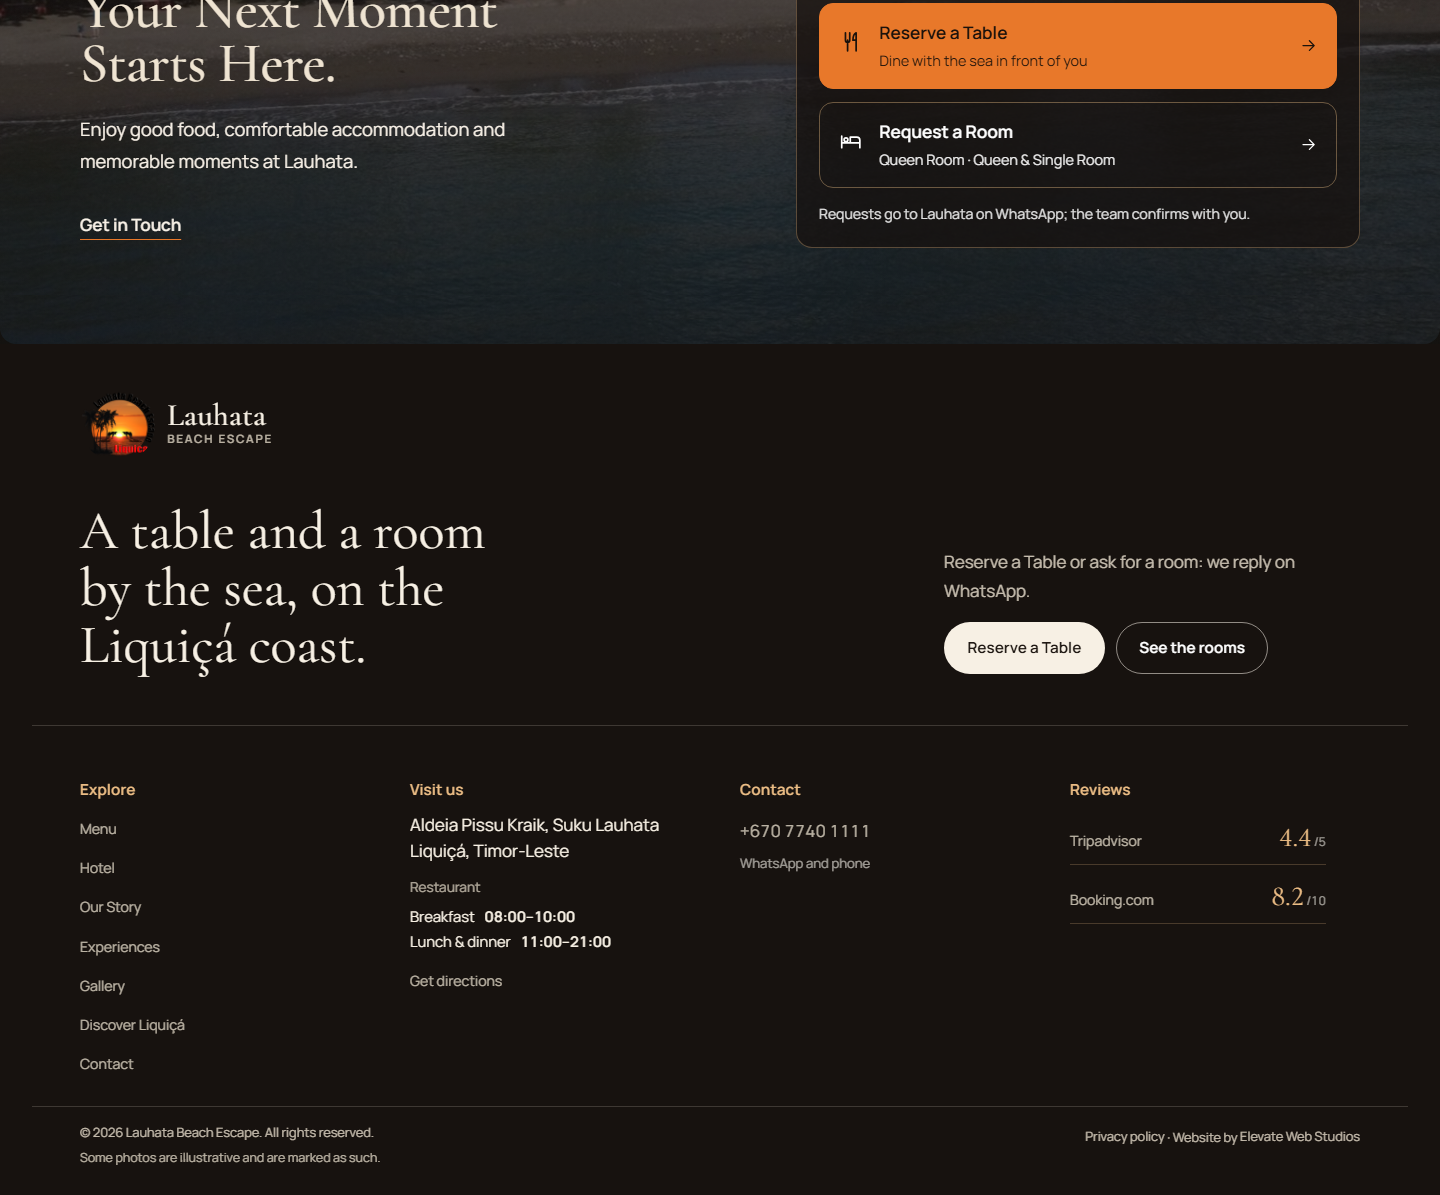 Your Next Moment
Starts Here.
Enjoy good food, comfortable accommodation and
memorable moments at Lauhata.
Get in Touch
Reserve a Table
Dine with the sea in front of you
Request a Room
Queen Room · Queen & Single Room
Requests go to Lauhata on WhatsApp; the team confirms with you.
Lauhata
BEACH ESCAPE
A table and a room
by the sea, on the
Liquiçá coast.
Reserve a Table or ask for a room: we reply on
WhatsApp.
Reserve a Table
See the rooms
Explore
Menu
Hotel
Our Story
Experiences
Gallery
Discover Liquiçá
Contact
Visit us
Aldeia Pissu Kraik, Suku Lauhata
Liquiçá, Timor-Leste
Restaurant
Breakfast 08:00–10:00
Lunch & dinner 11:00–21:00
Get directions
Contact
+670 7740 1111
WhatsApp and phone
Reviews
Tripadvisor 4.4 /5
Booking.com 8.2 /10
© 2026 Lauhata Beach Escape. All rights reserved.
Some photos are illustrative and are marked as such.
Privacy policy · Website by Elevate Web Studios